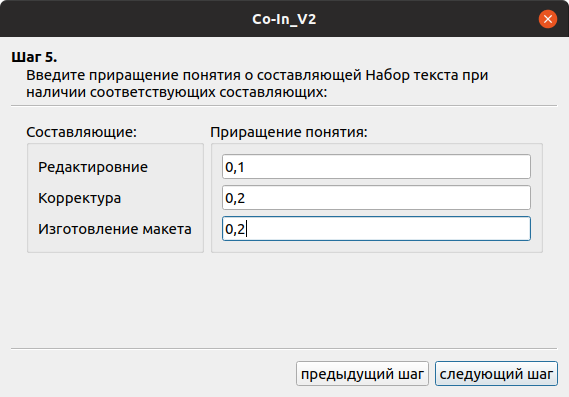 Co-In_V2
Шаг 5.
Введите приращение понятия о составляющей Набор текста при
наличии соответствующих составляющих:
Составляющие: Приращение понятия:
Редактировние 0,1
Корректура 0,2
Изготовление макета 0,2
предыдущий шаг следующий шаг